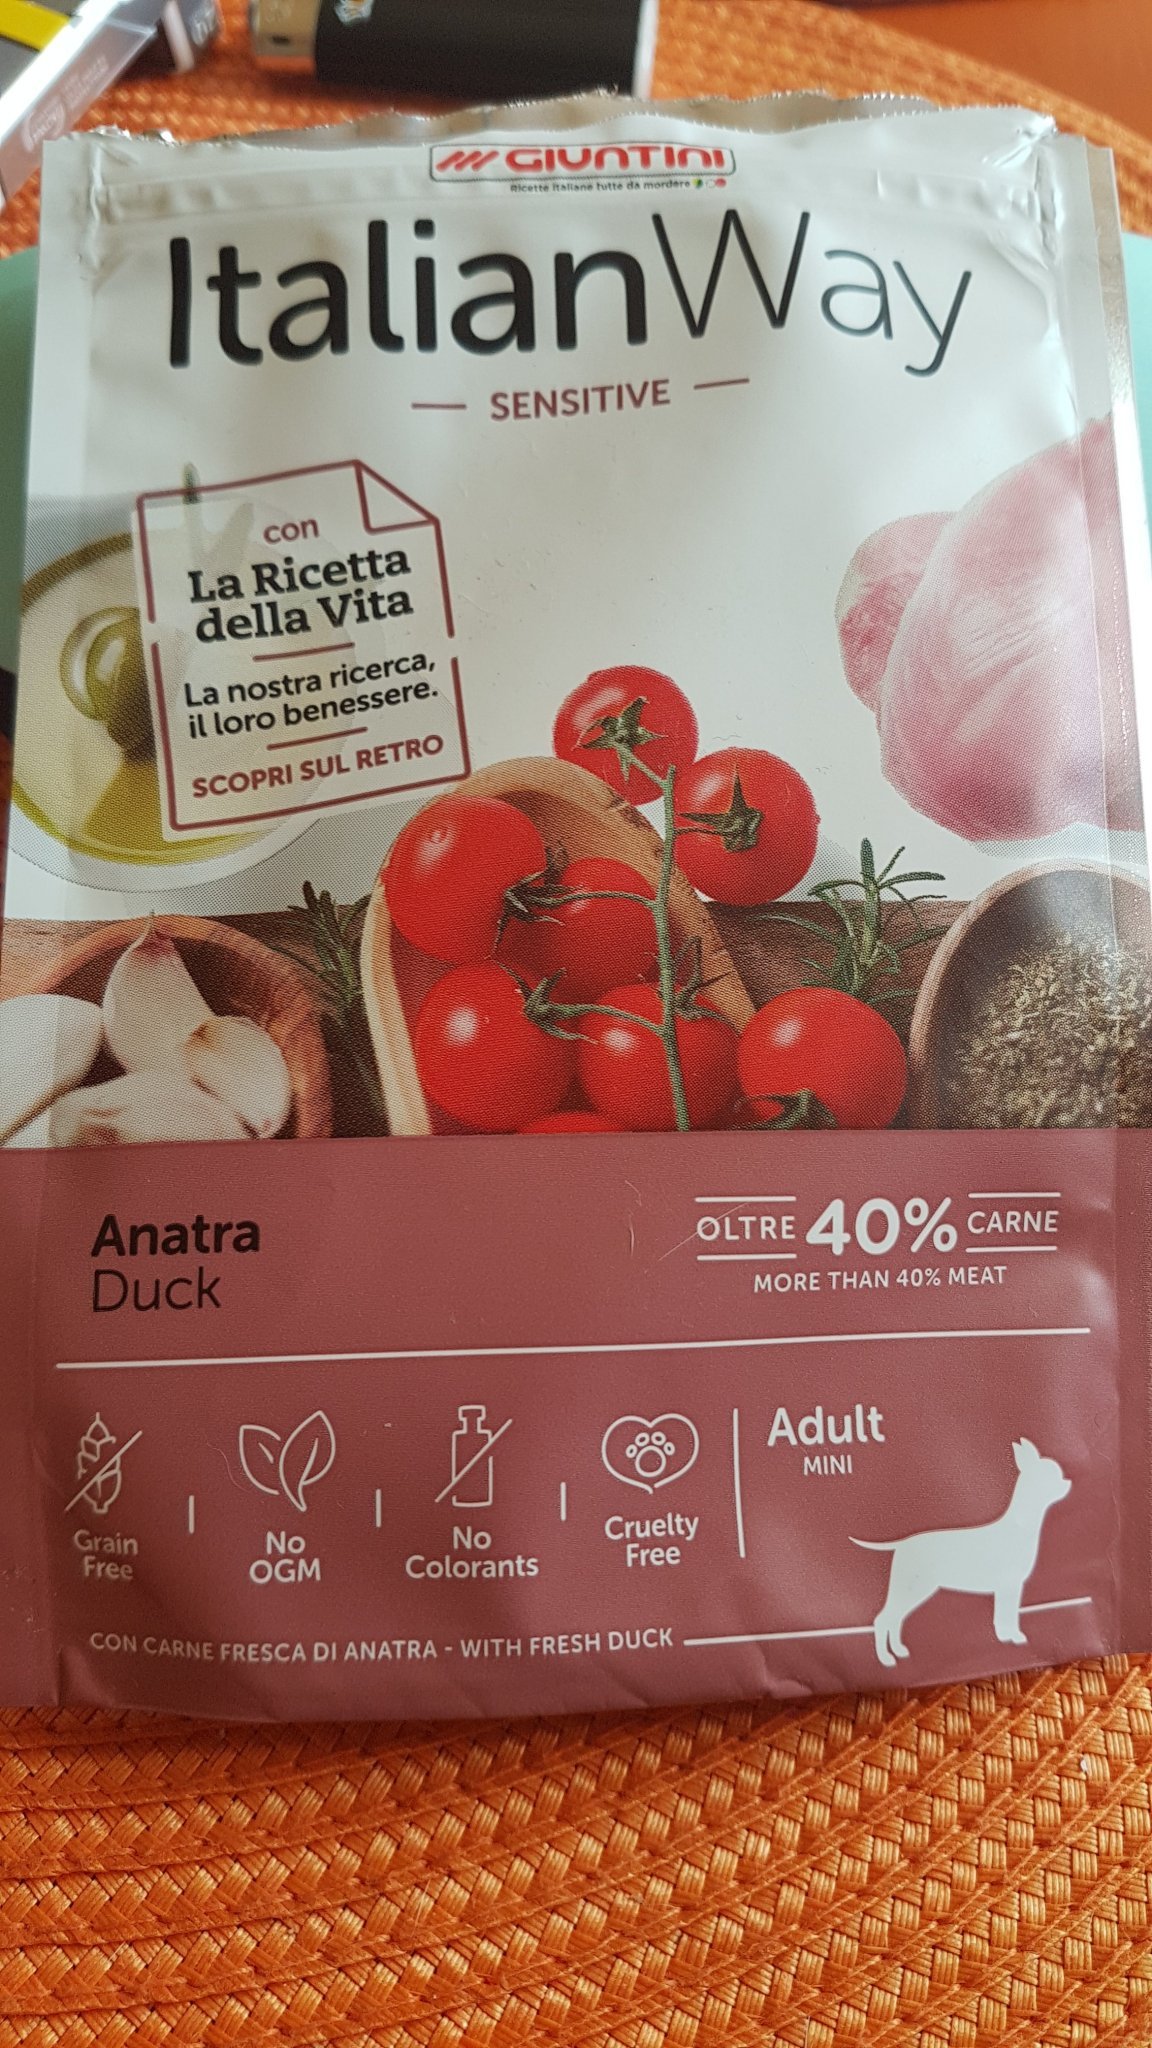 GIUNTINI
Ricette italiane tutte da mordere
ItalianWay
SENSITIVE
con
La Ricetta
della Vita
La nostra ricerca,
il loro benessere.
SCOPRI SUL RETRO
Anatra
Duck
OLTRE 40% CARNE
MORE THAN 40% MEAT
Grain
Free
No
OGM
No
Colorants
Cruelty
Free
Adult
MINI
CON CARNE FRESCA DI ANATRA - WITH FRESH DUCK